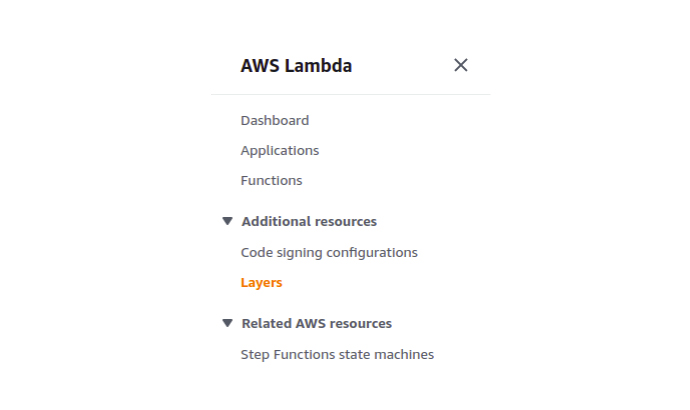 AWS Lambda
Dashboard
Applications
Functions
Additional resources
Code signing configurations
Layers
Related AWS resources
Step Functions state machines